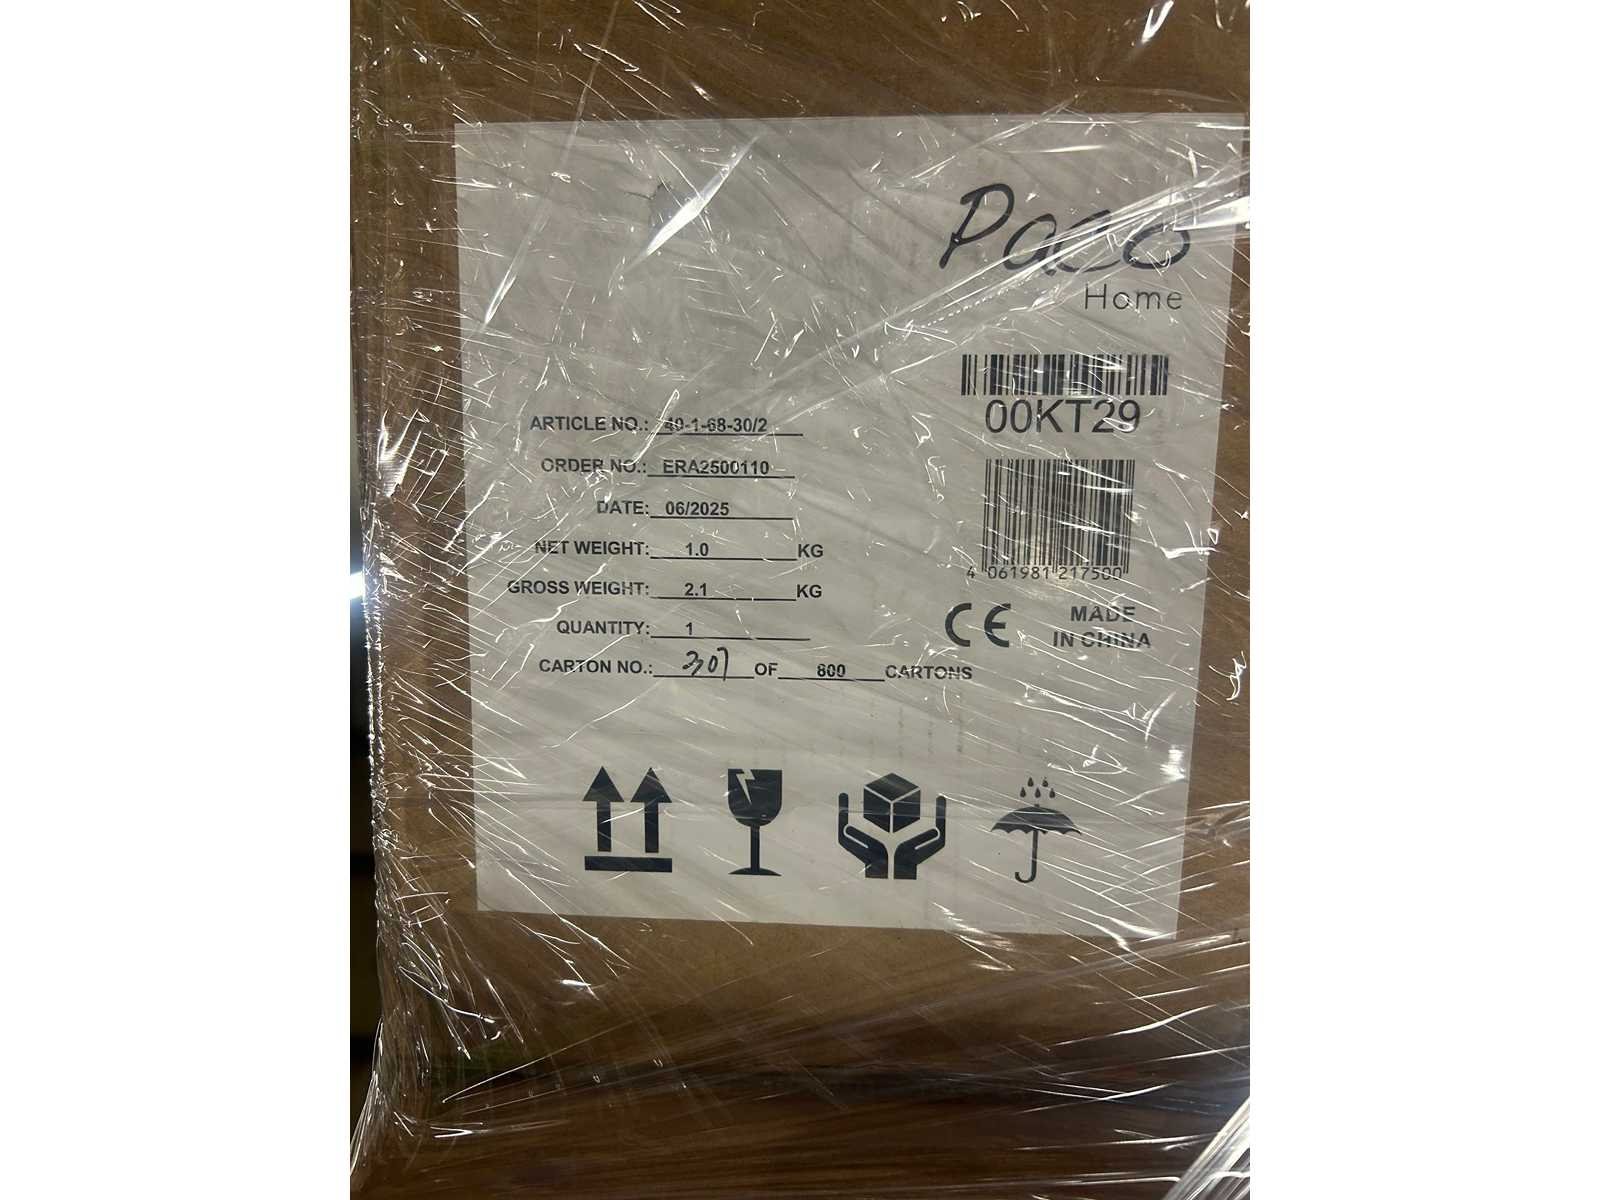 Paco
Home
00KT29
ARTICLE NO.: 49-1-68-30/2
ORDER NO.: ERA2500110
DATE: 06/2025
NET WEIGHT: 1.0 KG
GROSS WEIGHT: 2.1 KG
QUANTITY: 1
CARTON NO.: 307 OF 800 CARTONS
4 061981 217500
CE
MADE
IN CHINA